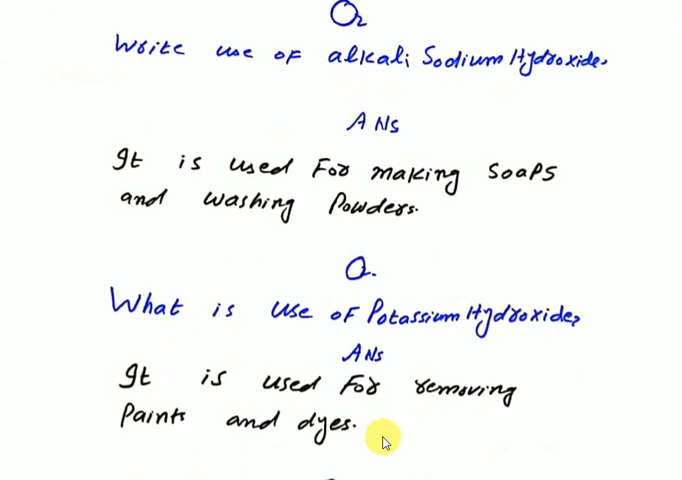 Q
Write use of alkali Sodium Hydroxide.
ANs
It is used For making Soaps
and washing Powders.
Q.
What is use of Potassium Hydroxide?
ANs
It is used For removing
Paints and dyes.